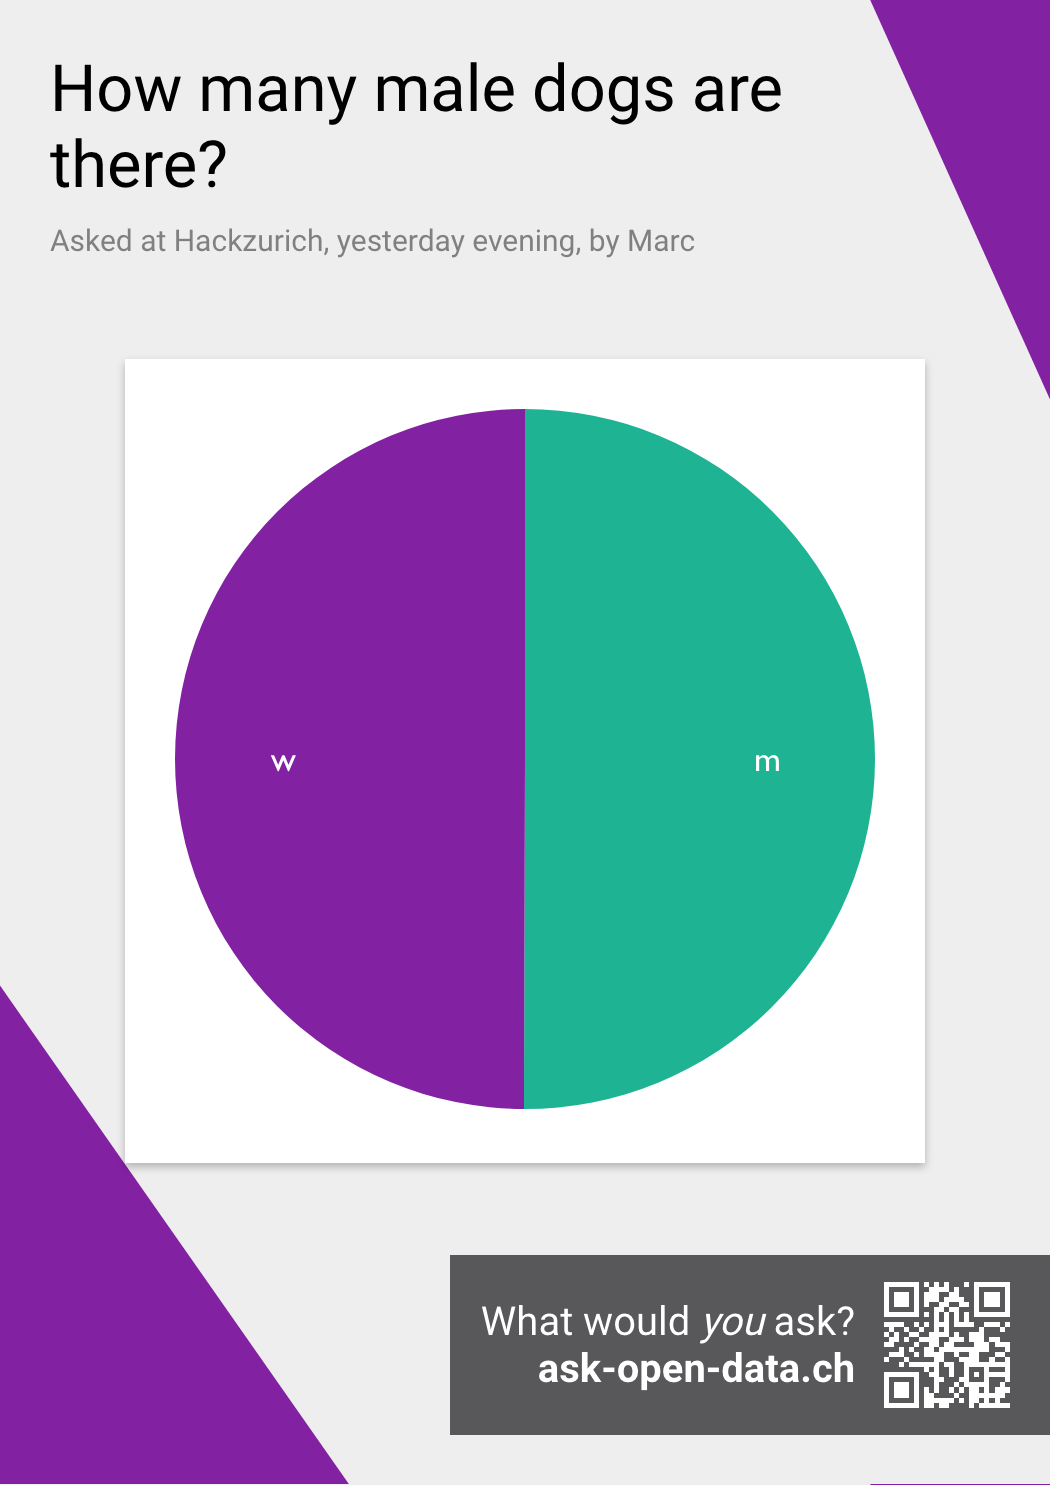 How many male dogs are
there?
Asked at Hackzurich, yesterday evening, by Marc
w
m
What would you ask?
ask-open-data.ch